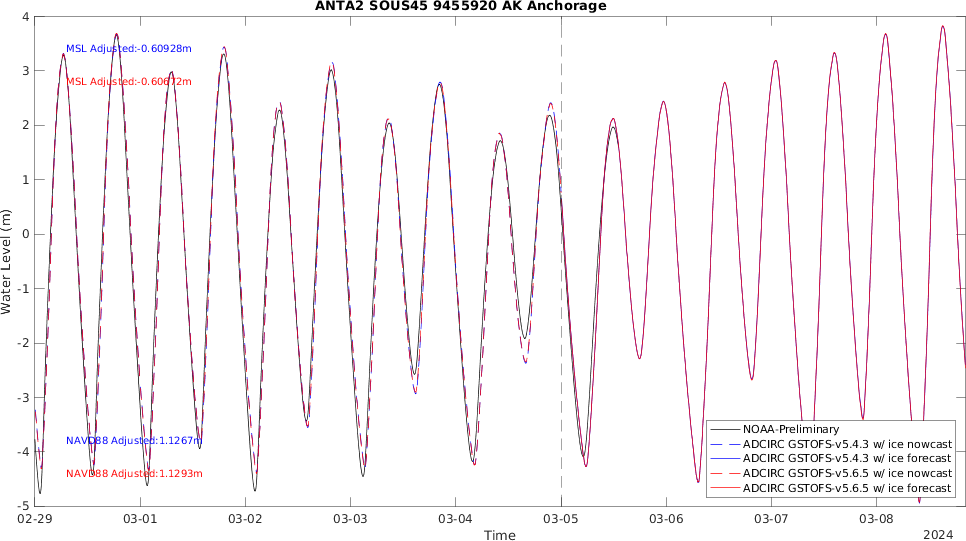 ANTA2 SOUS45 9455920 AK Anchorage
4
3
2
1
0
-1
-2
-3
-4
-5
Water Level (m)
MSL Adjusted:-0.60928m
MSL Adjusted:-0.60672m
NAVD88 Adjusted:1.1267m
NAVD88 Adjusted:1.1293m
NOAA-Preliminary
ADCIRC GSTOFS-v5.4.3 w/ ice nowcast
ADCIRC GSTOFS-v5.4.3 w/ ice forecast
ADCIRC GSTOFS-v5.6.5 w/ ice nowcast
ADCIRC GSTOFS-v5.6.5 w/ ice forecast
02-29 03-01 03-02 03-03 03-04 03-05 03-06 03-07 03-08
Time
2024